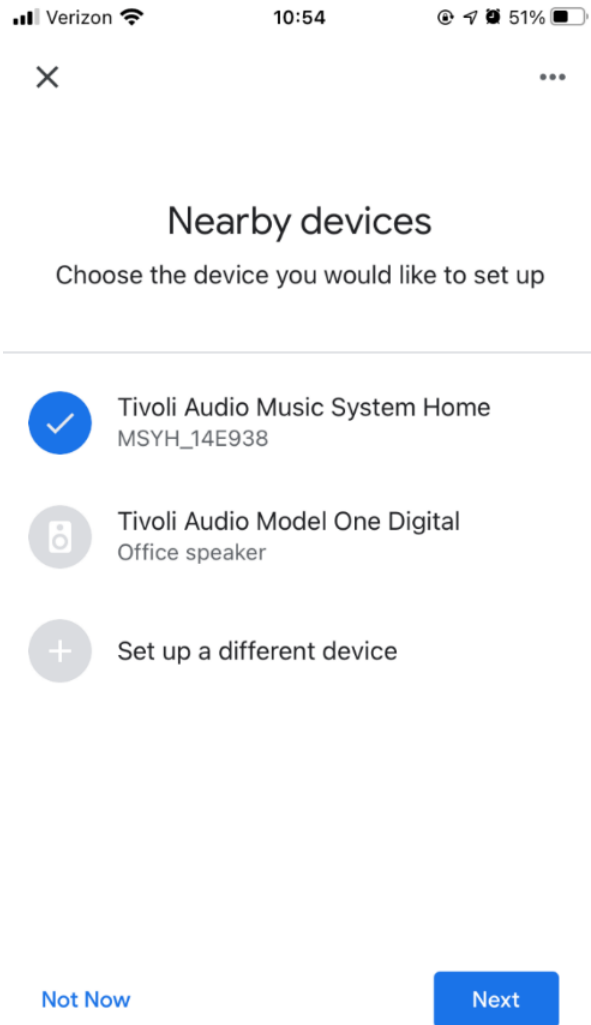 Verizon 10:54 51%
Nearby devices
Choose the device you would like to set up
Tivoli Audio Music System Home
MSYH_14E938
Tivoli Audio Model One Digital
Office speaker
Set up a different device
Not Now Next